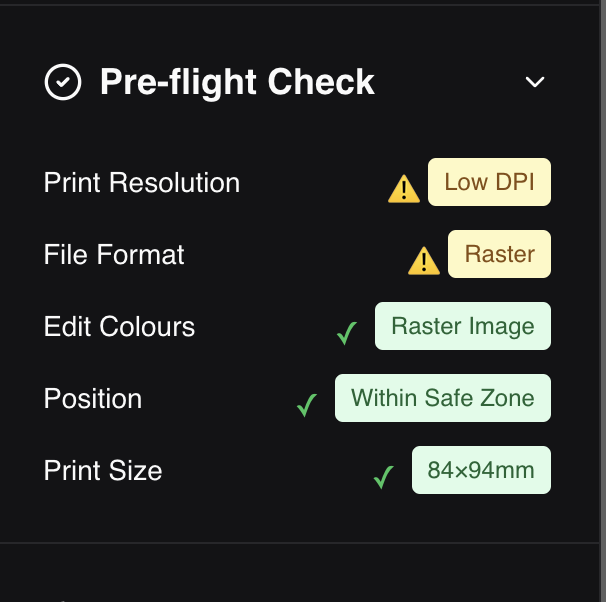 Pre-flight Check
Print Resolution ⚠️ Low DPI
File Format ⚠️ Raster
Edit Colours ✓ Raster Image
Position ✓ Within Safe Zone
Print Size ✓ 84×94mm